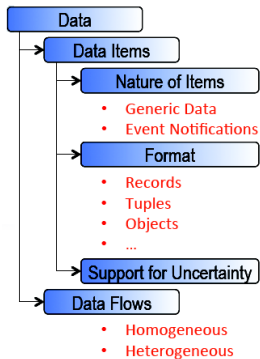 Data
Data Items
Nature of Items
• Generic Data
• Event Notifications
Format
• Records
• Tuples
• Objects
• ...
Support for Uncertainty
Data Flows
• Homogeneous
• Heterogeneous